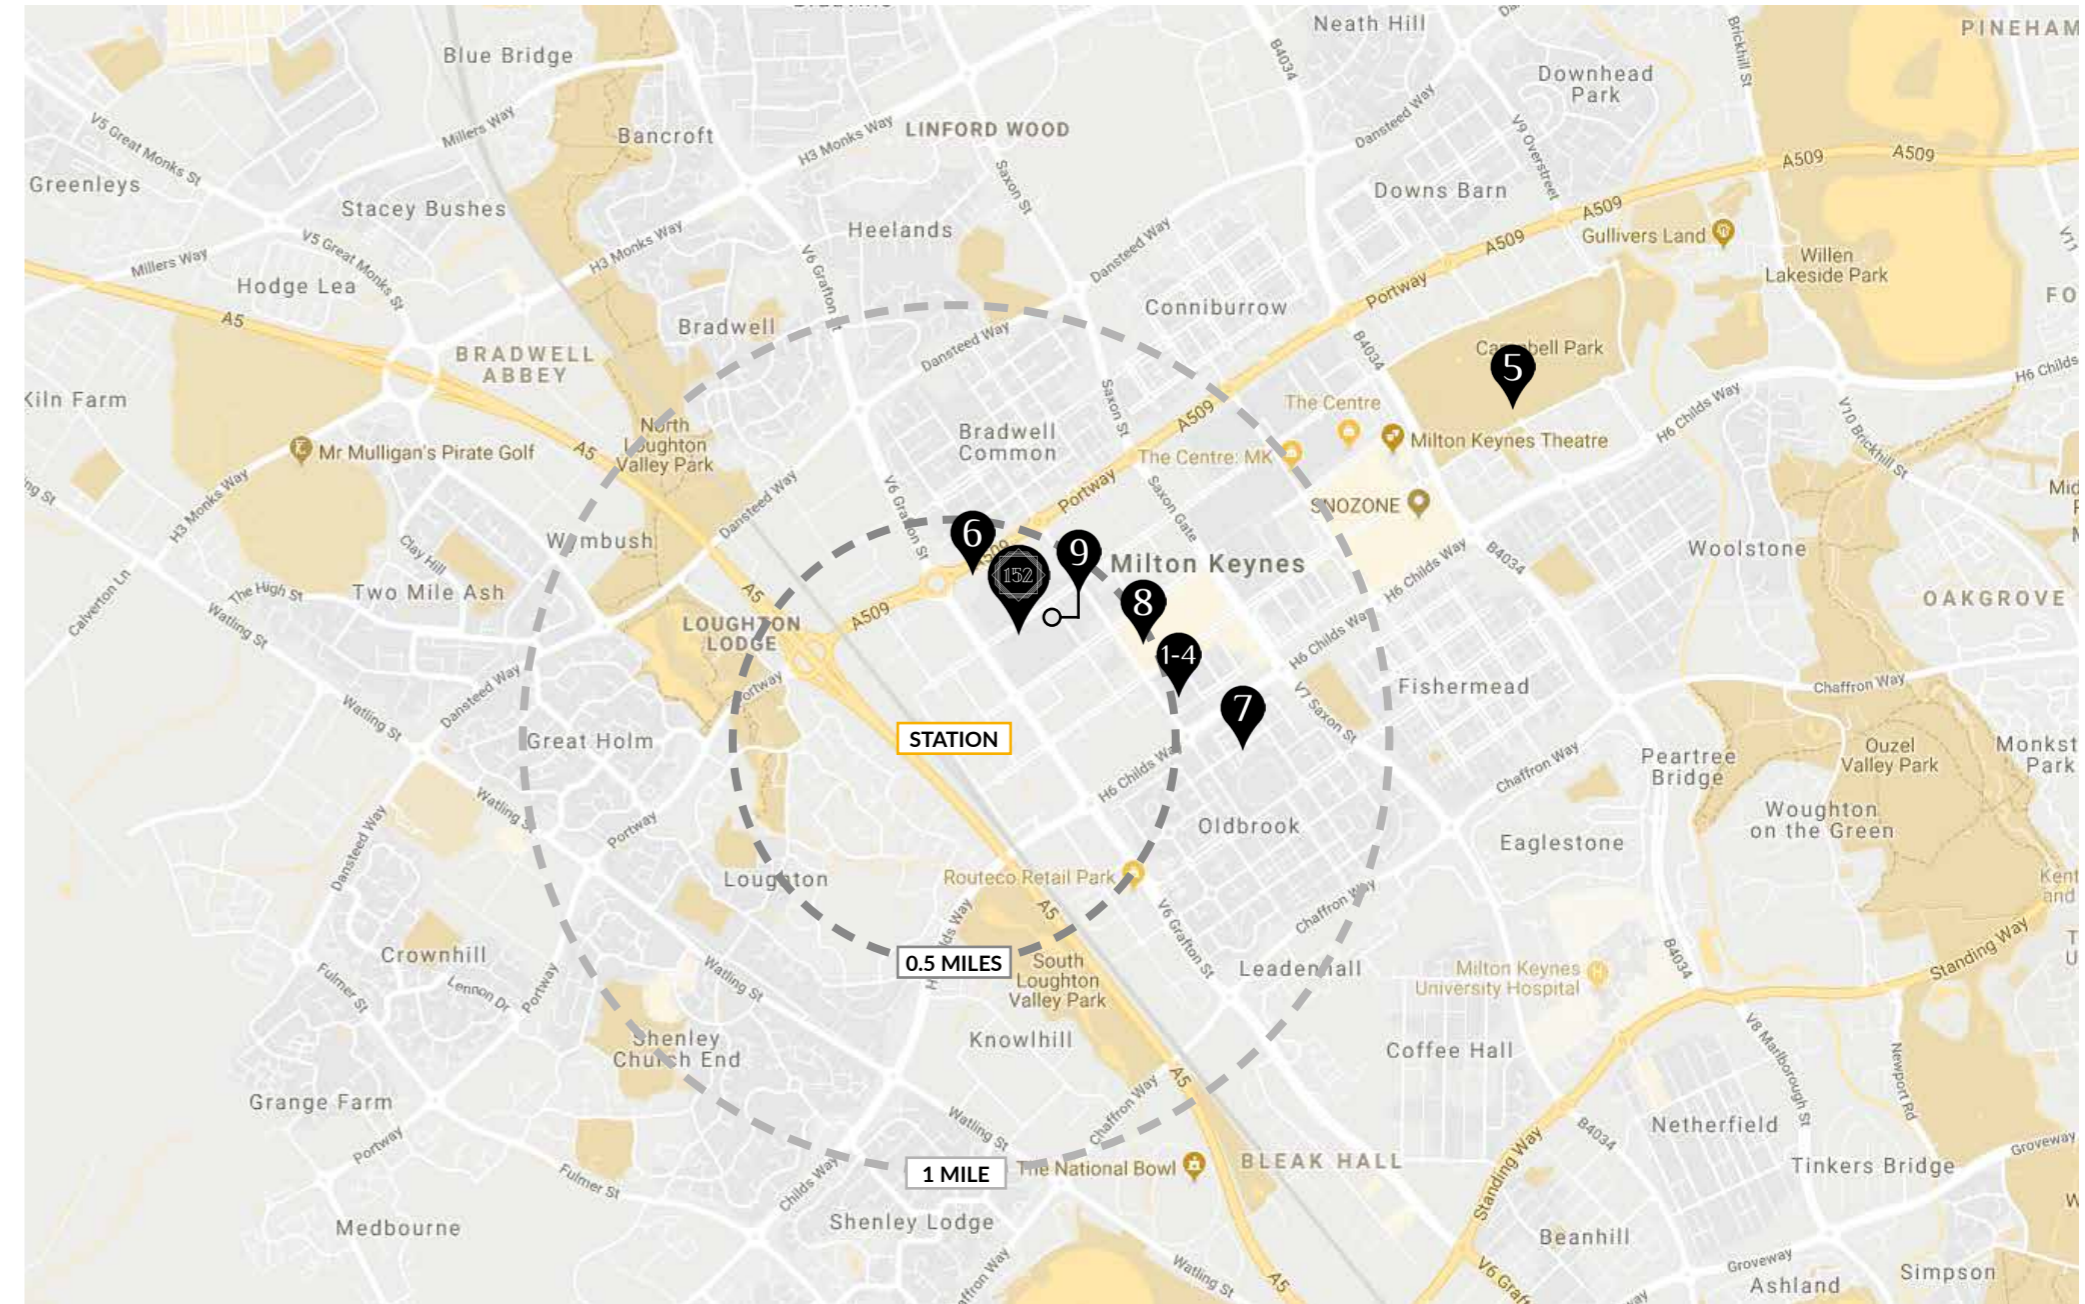 Neath Hill
PINEHAM
Blue Bridge
B4034
Brickhill St
Downhead
Park
V5 Great Monks St
Millers Way
Bancroft
H3 Monks Way
LINFORD WOOD
Dansteed Way
V9 Overstreet
A509
A509
Greenleys
Stacey Bushes
Saxon St
Downs Barn
A509
Heelands
V5 Great Monks St
H3 Monks Way
V6 Grafton St
Dansteed Way
A509
Gullivers Land
V11
Millers Way
Willen
Lakeside Park
Hodge Lea
Portway
FO
A5
Bradwell
Conniburrow
BRADWELL
ABBEY
Dansteed Way
B4034
Campbell Park
5
H6 Childs
Kiln Farm
Saxon St
A509
The Centre
H6 Childs Way
V10 Brickhill St
North
Loughton
Valley Park
Bradwell
Common
Milton Keynes Theatre
Mr Mulligan's Pirate Golf
A5
The Centre: MK
ng St
H3 Monks Way
Dansteed Way
V6 Grafton St
Portway
Saxon Gate
SNOZONE
Mid
Clay Hill
Wymbush
6
A509
9
152
Milton Keynes
B4034
Woolstone
Calverton Ln
The High St
Two Mile Ash
A5
A509
8
H6 Childs Way
OAKGROVE
Watling St
LOUGHTON
LODGE
1-4
H6 Childs Way
Portway
Fishermead
Chaffron Way
Watling St
Dansteed Way
7
V7 Saxon St
Great Holm
STATION
H6 Childs Way
Chaffron Way
Peartree
Bridge
Ouzel
Valley Park
Monkst
Park
Watling St
Portway
Oldbrook
Woughton
on the Green
Eaglestone
Dansteed Way
Loughton
Routeco Retail Park
A5
Chaffron Way
Kent
and
Crownhill
Childs Way
V6 Grafton St
B4034
Standing Way
0.5 MILES
South
Loughton
Valley Park
Leadenhall
Milton Keynes
University Hospital
Fulmer St
Lennon Dr
Portway
Watling St
Shenley
Church End
Knowlhill
Coffee Hall
V8 Marlborough St
Newport Rd
A5
Grange Farm
Watling St
Chaffron Way
Netherfield
B4034
Standing Way
Groveway
Portway
Fulmer St
1 MILE
The National Bowl
BLEAK HALL
Tinkers Bridge
Childs Way
Medbourne
Shenley Lodge
Beanhill
affron Way
Watling St
A5
V6 Graft
Groveway
Ashland
Simpson